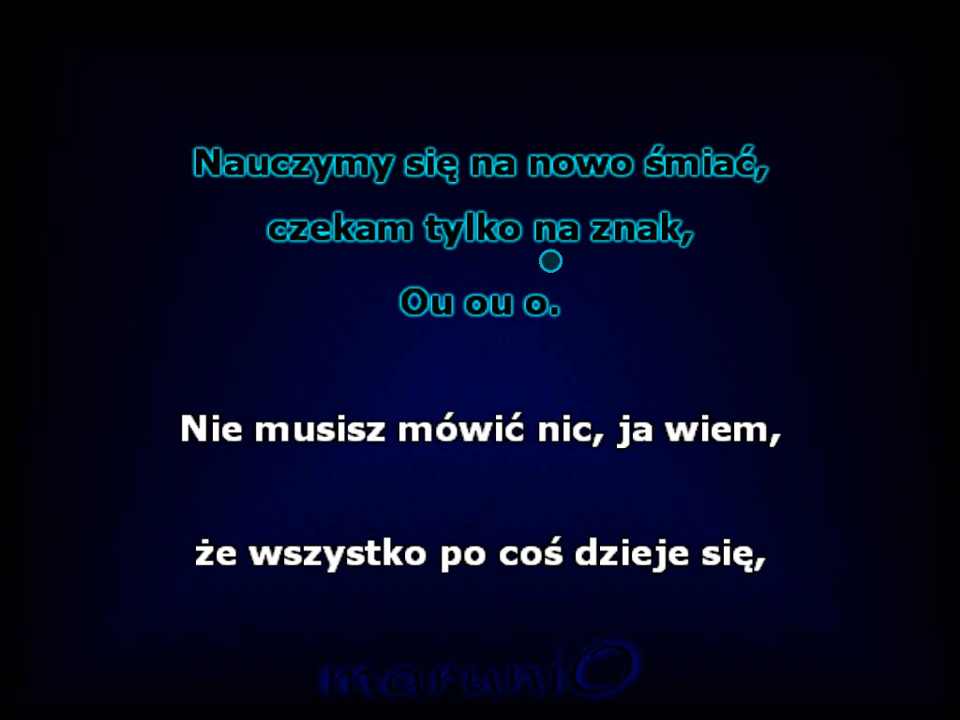 Nauczymy się na nowo śmiać,
czekam tylko na znak,
Ou ou o.
Nie musisz mówić nic, ja wiem,
że wszystko po coś dzieje się,
maruniO